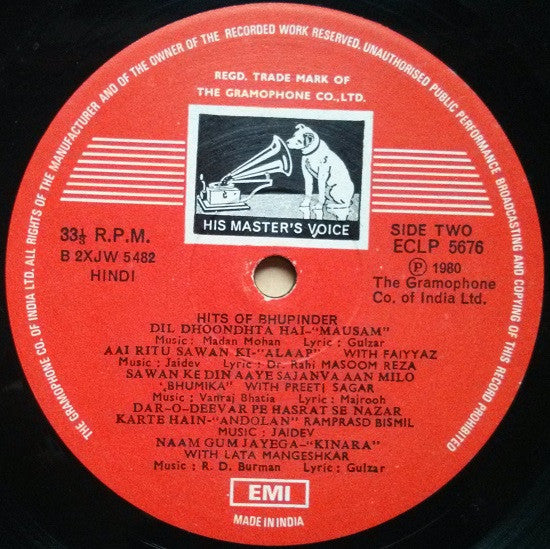 THE GRAMOPHONE CO. OF INDIA LTD. ALL RIGHTS OF THE MANUFACTURER AND OF THE OWNER OF THE RECORDED WORK RESERVED. UNAUTHORISED PUBLIC PERFORMANCE BROADCASTING AND COPYING OF THIS RECORD PROHIBITED
REGD. TRADE MARK OF
THE GRAMOPHONE CO., LTD.
HIS MASTER'S VOICE
33⅓ R.P.M.
B 2XJW 5482
HINDI
SIDE TWO
ECLP 5676
Ⓟ 1980
The Gramophone
Co. of India Ltd.
HITS OF BHUPINDER
DIL DHOONDHTA HAI-"MAUSAM"
Music : Madan Mohan Lyric : Gulzar
AAI RITU SAWAN KI-"ALAAP" WITH FAIYYAZ
Music : Jaidev Lyric : Dr. Rahi MASOOM REZA
SAWAN KE DIN AAYE SAJANVA AAN MILO
"BHUMIKA" WITH PREETI SAGAR
Music : Vanraj Bhatia Lyric : Majrooh
DAR-O-DEEVAR PE HASRAT SE NAZAR
KARTE HAIN-"ANDOLAN" RAMPRASD BISMIL
Music : JAIDEV
NAAM GUM JAYEGA-"KINARA"
WITH LATA MANGESHKAR
Music : R. D. Burman Lyric : Gulzar
EMI
MADE IN INDIA